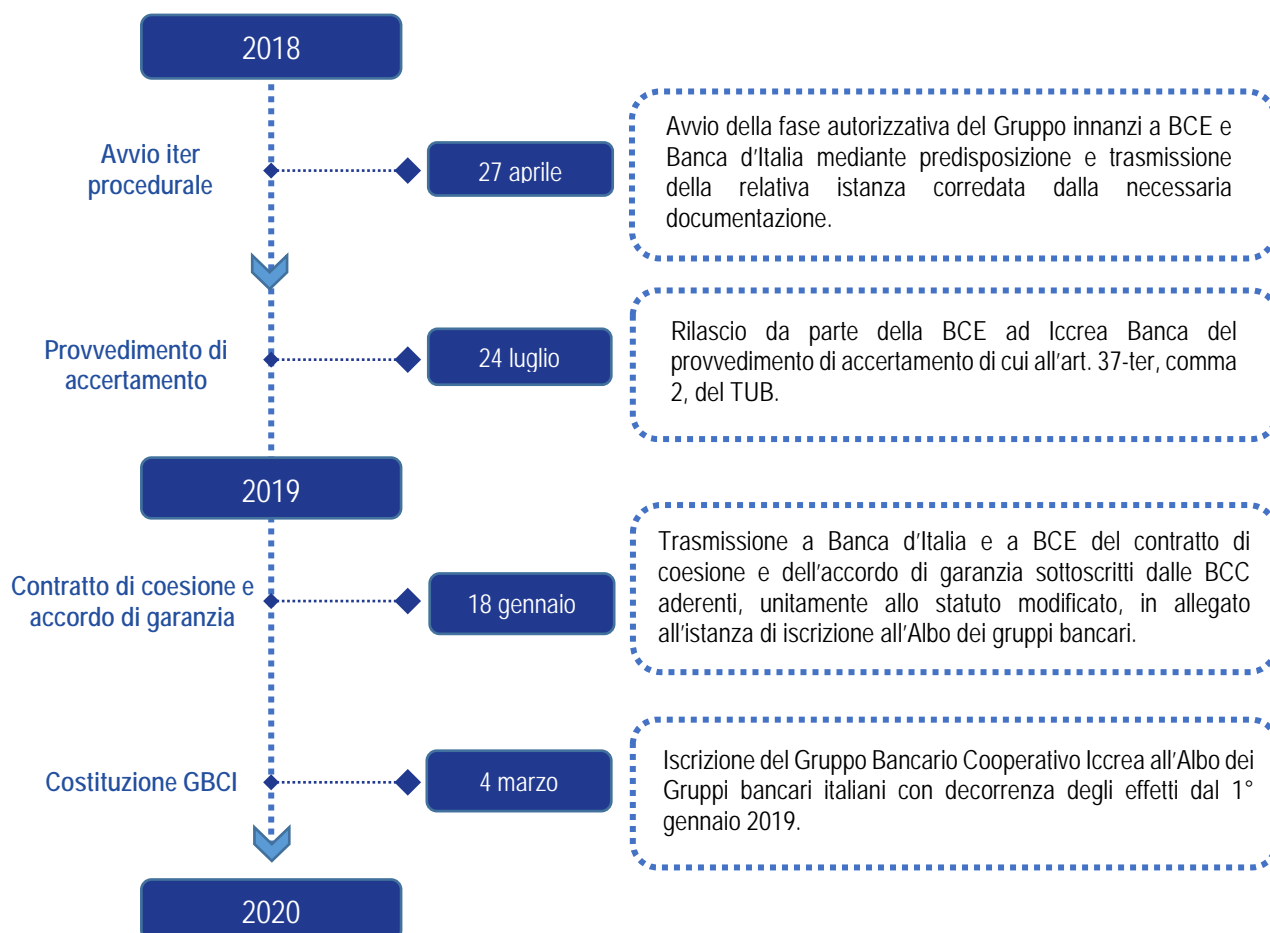 2018
Avvio iter
procedurale
27 aprile
Avvio della fase autorizzativa del Gruppo innanzi a BCE e
Banca d'Italia mediante predisposizione e trasmissione
della relativa istanza corredata dalla necessaria
documentazione.
Provvedimento di
accertamento
24 luglio
Rilascio da parte della BCE ad Iccrea Banca del
provvedimento di accertamento di cui all'art. 37-ter, comma
2, del TUB.
2019
Contratto di coesione e
accordo di garanzia
18 gennaio
Trasmissione a Banca d'Italia e a BCE del contratto di
coesione e dell'accordo di garanzia sottoscritti dalle BCC
aderenti, unitamente allo statuto modificato, in allegato
all'istanza di iscrizione all'Albo dei gruppi bancari.
Costituzione GBCI
4 marzo
Iscrizione del Gruppo Bancario Cooperativo Iccrea all'Albo dei
Gruppi bancari italiani con decorrenza degli effetti dal 1°
gennaio 2019.
2020